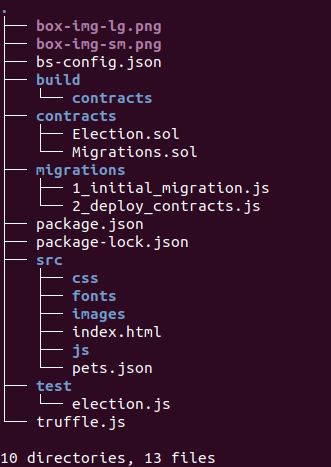 .
├── box-img-lg.png
├── box-img-sm.png
├── bs-config.json
├── build
│   └── contracts
├── contracts
│   ├── Election.sol
│   └── Migrations.sol
├── migrations
│   ├── 1_initial_migration.js
│   └── 2_deploy_contracts.js
├── package.json
├── package-lock.json
├── src
│   ├── css
│   ├── fonts
│   ├── images
│   ├── index.html
│   ├── js
│   └── pets.json
├── test
│   └── election.js
└── truffle.js

10 directories, 13 files